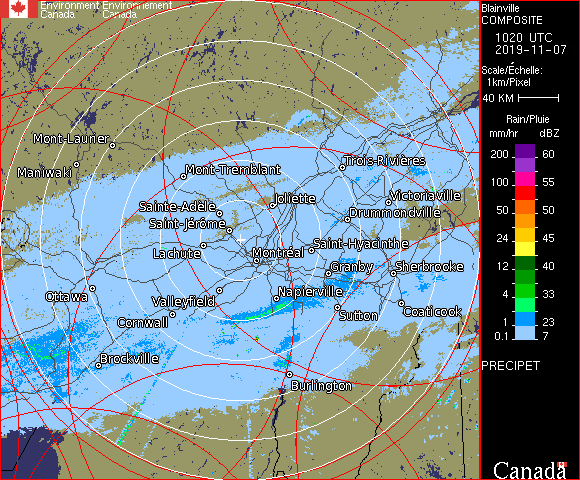 Environment Environnement
Canada Canada
Blainville
COMPOSITE
1020 UTC
2019-11-07
Scale/Échelle:
1km/Pixel
40 KM
Rain/Pluie
mm/hr dBZ
200 60
100 55
50 50
24 45
12 40
4 33
1 23
0.1 7
PRECIPET
Canada
Mont-Laurier
Maniwaki
Mont-Tremblant
Trois-Rivières
Joliette
Victoriaville
Sainte-Adèle
Drummondville
Saint-Jérôme
Lachute
Montréal
Saint-Hyacinthe
Granby
Sherbrooke
Ottawa
Valleyfield
Napierville
Cornwall
Sutton
Coaticook
Brockville
Burlington